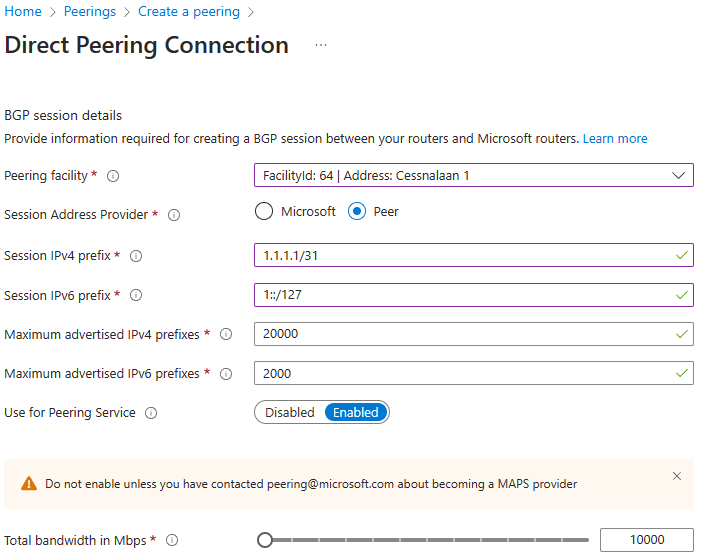 Home > Peerings > Create a peering >
Direct Peering Connection ...
BGP session details
Provide information required for creating a BGP session between your routers and Microsoft routers. Learn more
Peering facility * FacilityId: 64 | Address: Cessnalaan 1
Session Address Provider * Microsoft Peer
Session IPv4 prefix * 1.1.1.1/31
Session IPv6 prefix * 1::/127
Maximum advertised IPv4 prefixes * 20000
Maximum advertised IPv6 prefixes * 2000
Use for Peering Service Disabled Enabled
Do not enable unless you have contacted peering@microsoft.com about becoming a MAPS provider
Total bandwidth in Mbps * 10000